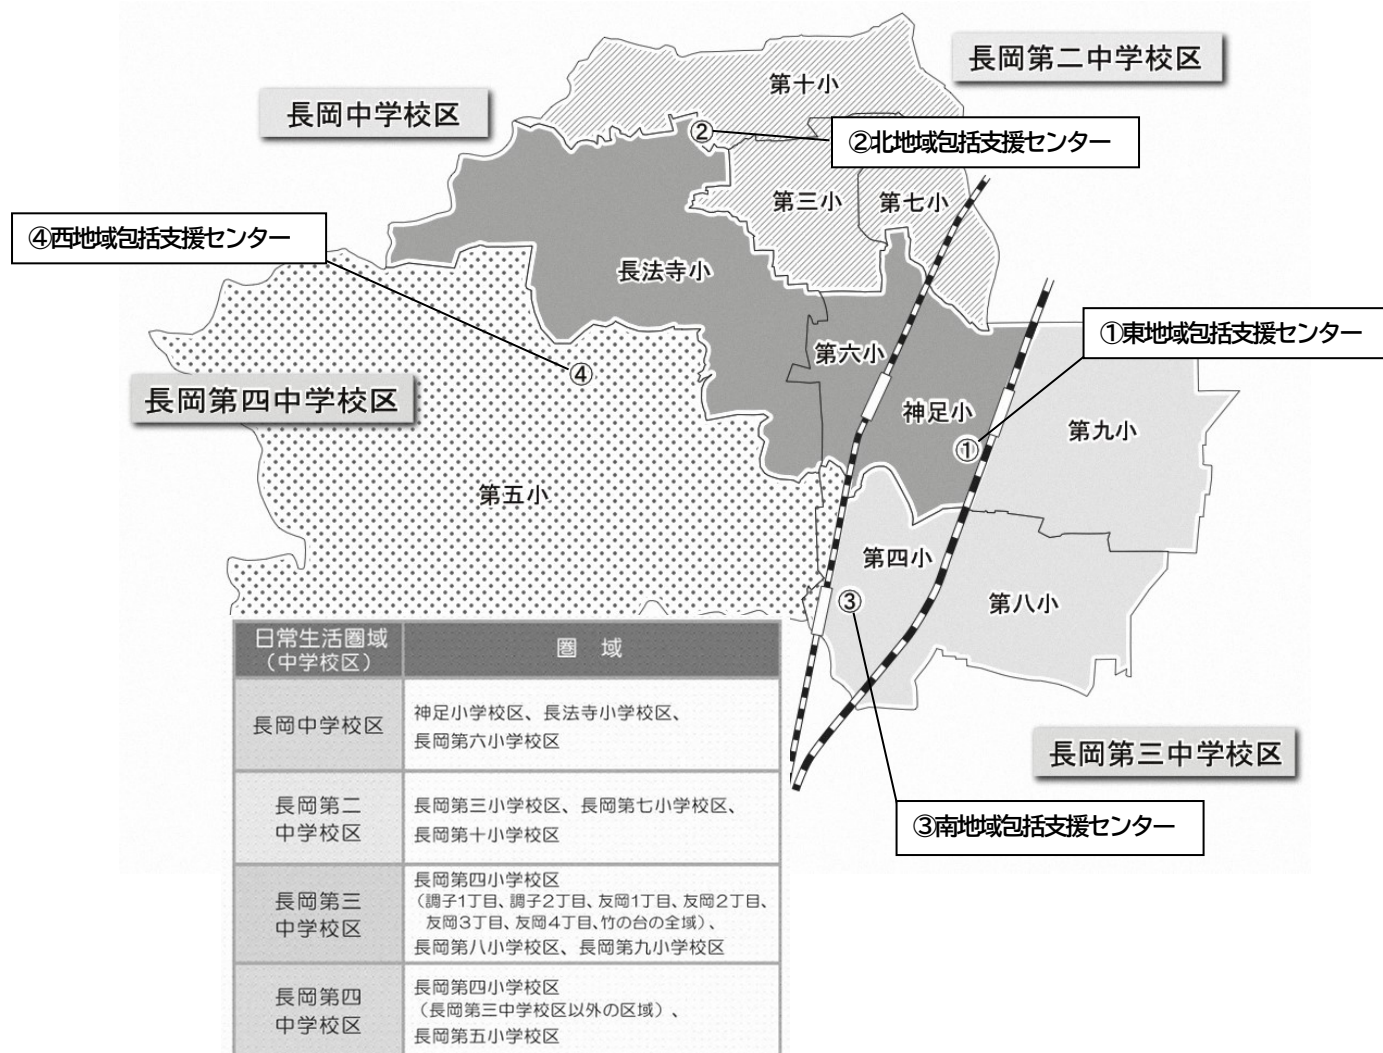 長岡第二中学校区
第十小
長岡中学校区
②
②北地域包括支援センター
第三小
第七小
④西地域包括支援センター
長法寺小
①東地域包括支援センター
第六小
④
長岡第四中学校区
神足小
第九小
①
第五小
第四小
③
第八小
長岡第三中学校区
③南地域包括支援センター
日常生活圏域
（中学校区）
圏 域
長岡中学校区
神足小学校区、長法寺小学校区、
長岡第六小学校区
長岡第二
中学校区
長岡第三小学校区、長岡第七小学校区、
長岡第十小学校区
長岡第三
中学校区
長岡第四小学校区
（調子1丁目、調子2丁目、友岡1丁目、友岡2丁目、
友岡3丁目、友岡4丁目、竹の台の全域）、
長岡第八小学校区、長岡第九小学校区
長岡第四
中学校区
長岡第四小学校区
（長岡第三中学校区以外の区域）、
長岡第五小学校区